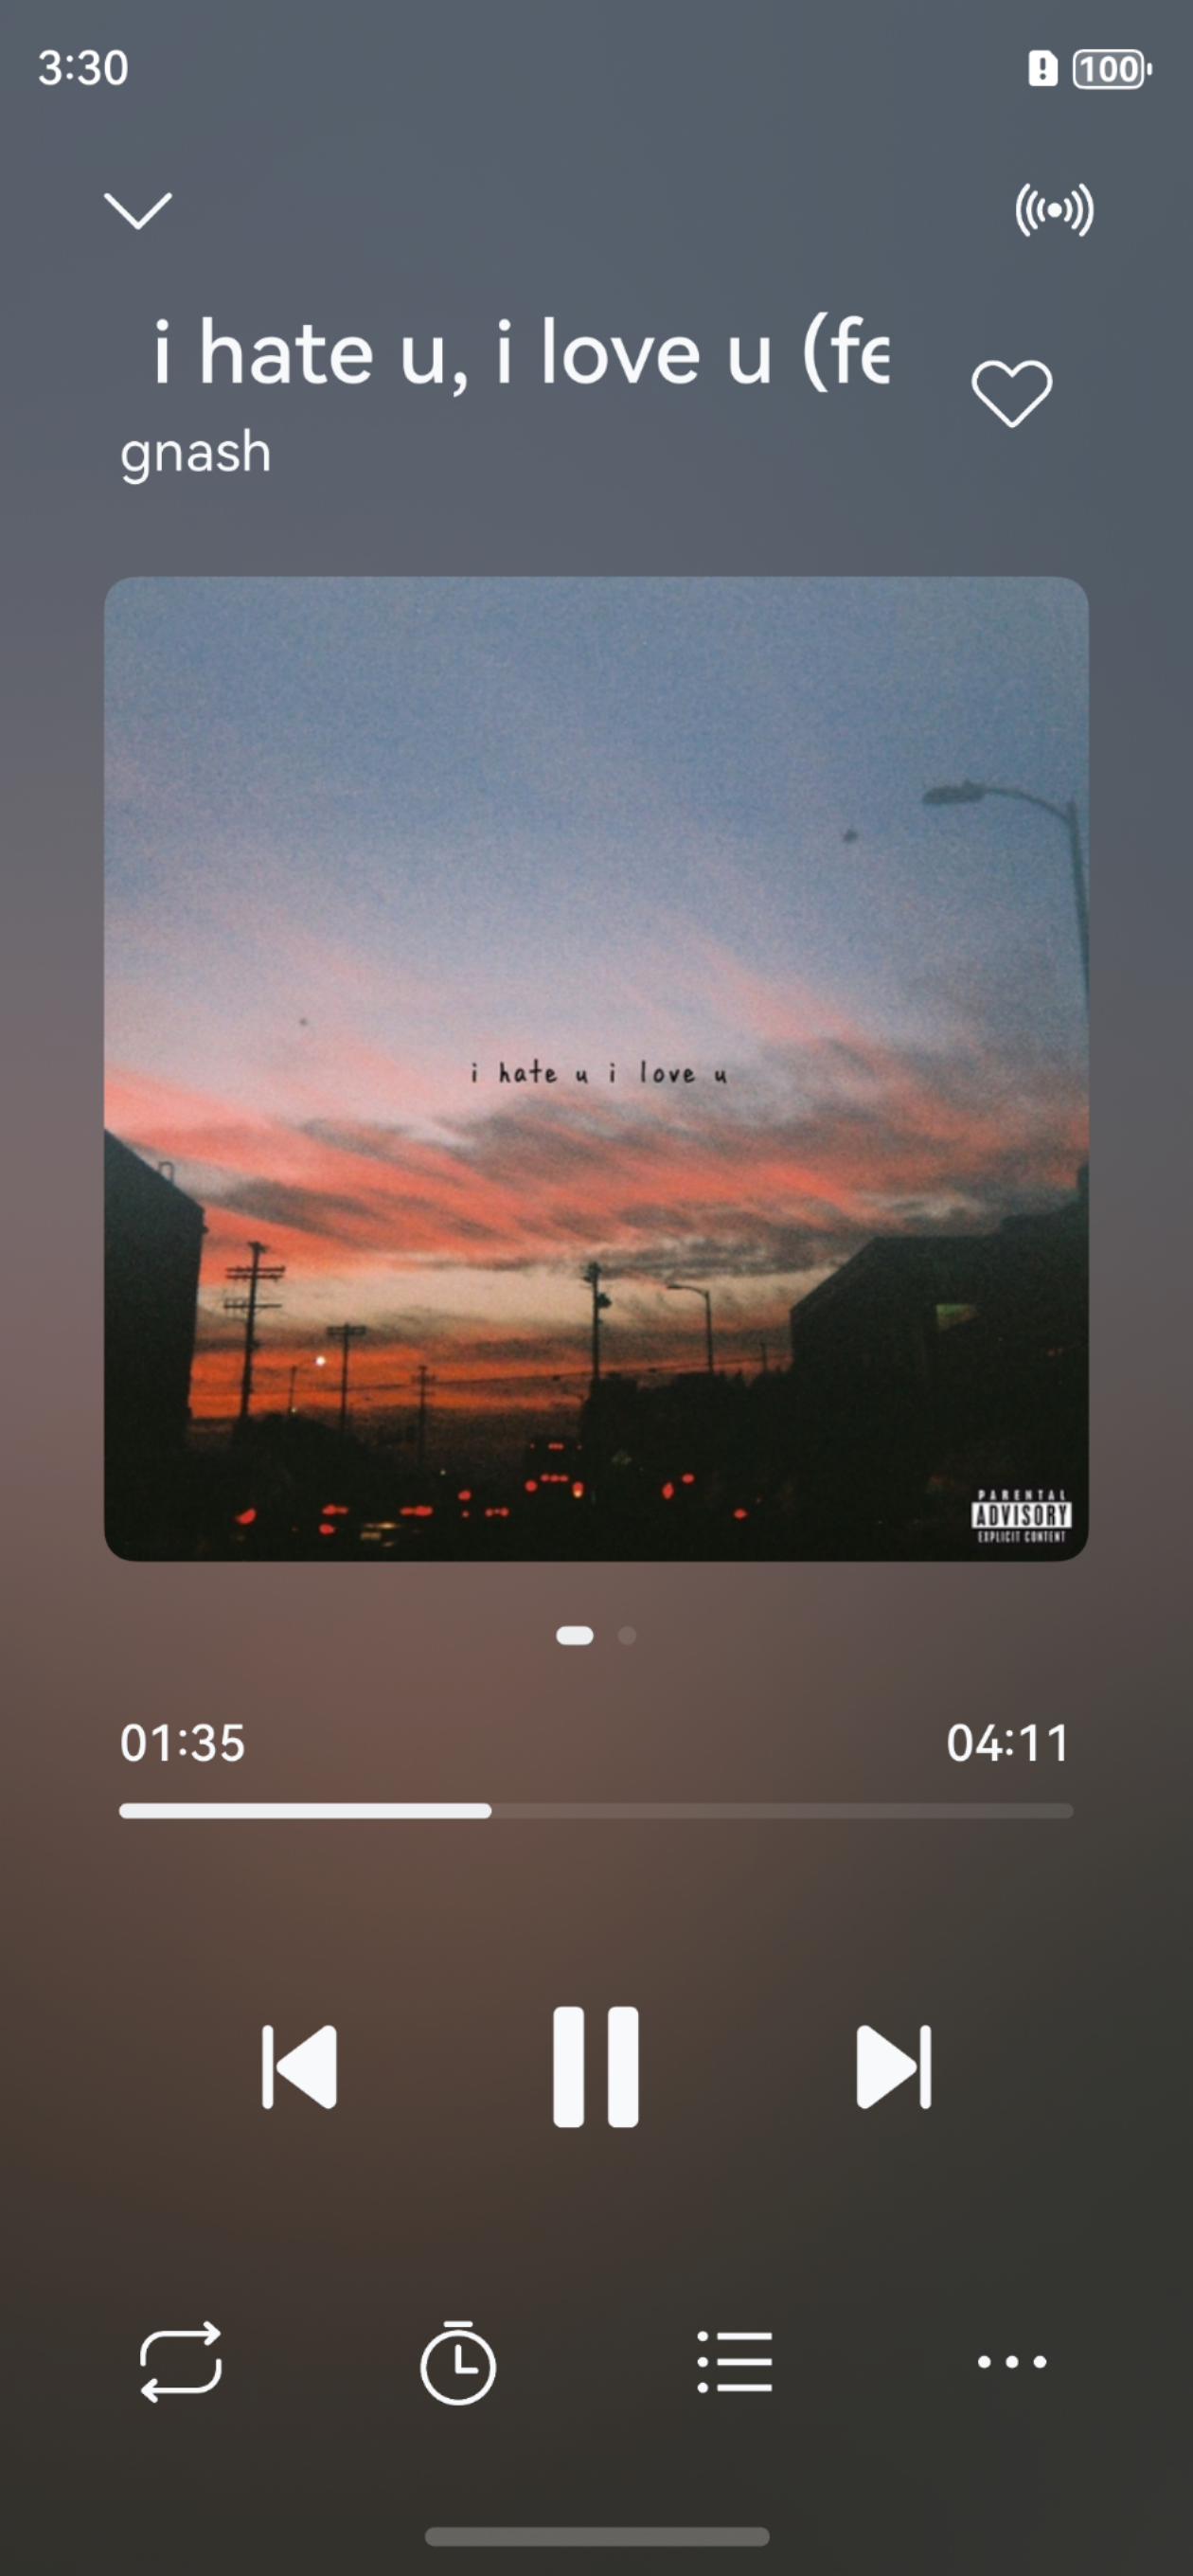 3:30
100
i hate u, i love u (fe
gnash
i hate u i love u
PARENTAL
ADVISORY
EXPLICIT CONTENT
01:35
04:11